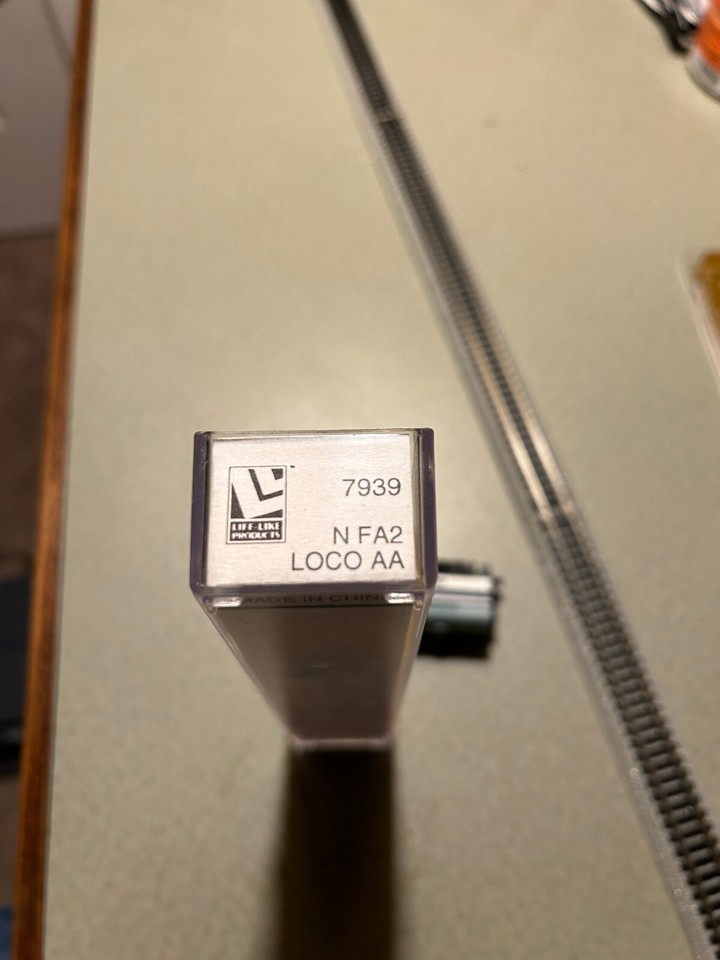 7939
LIFE-LIKE
PRODUCTS
N FA2
LOCO AA
MADE IN CHINA